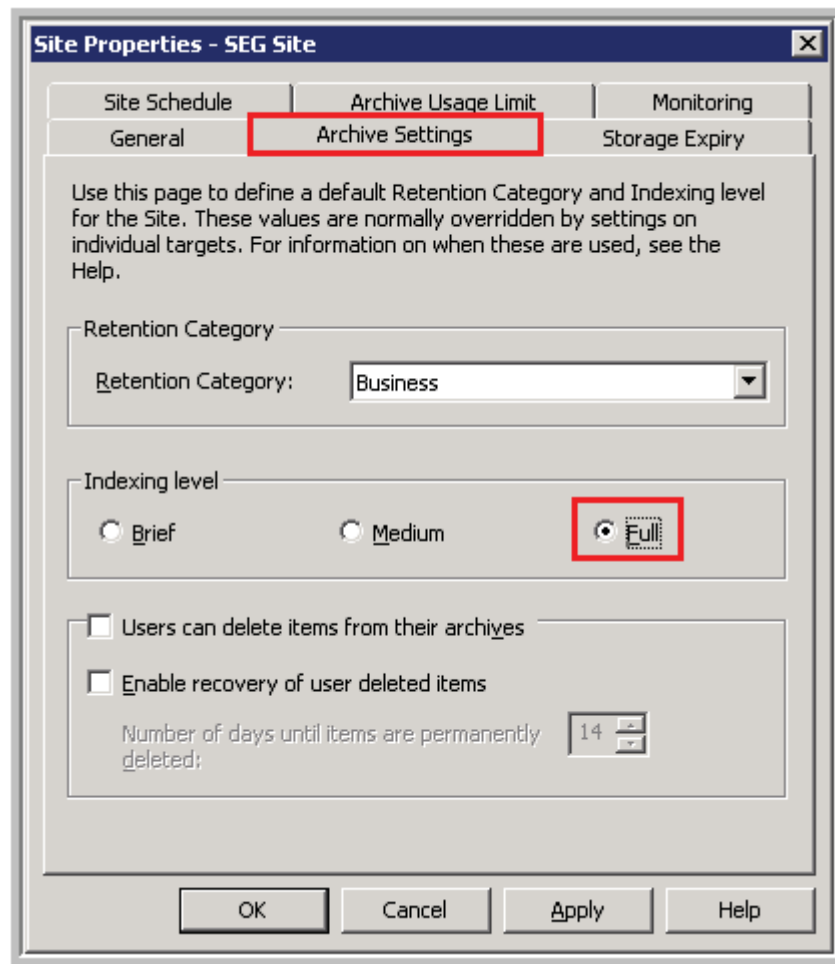 Site Properties - SEG Site
Site Schedule Archive Usage Limit Monitoring
General Archive Settings Storage Expiry
Use this page to define a default Retention Category and Indexing level
for the Site. These values are normally overridden by settings on
individual targets. For information on when these are used, see the
Help.
Retention Category
Retention Category: Business
Indexing level
Brief Medium Full
Users can delete items from their archives
Enable recovery of user deleted items
Number of days until items are permanently 14
deleted:
OK Cancel Apply Help